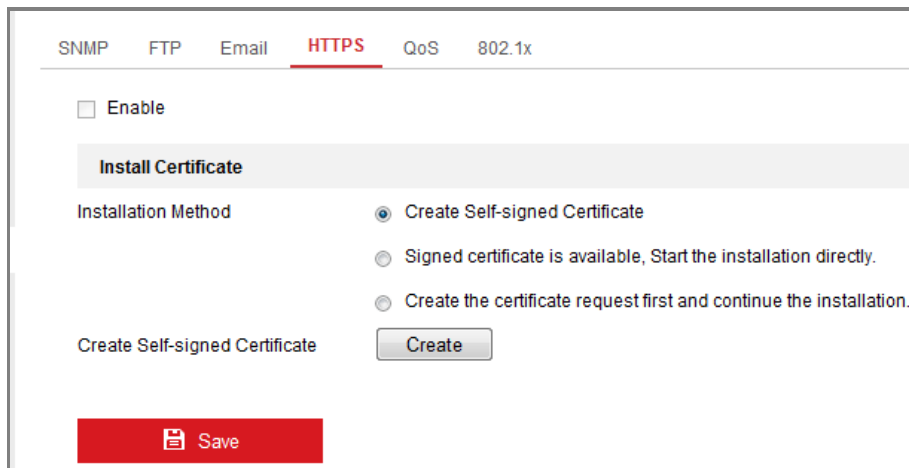 SNMP FTP Email HTTPS QoS 802.1x
Enable
Install Certificate
Installation Method Create Self-signed Certificate
Signed certificate is available, Start the installation directly.
Create the certificate request first and continue the installation.
Create Self-signed Certificate Create
Save